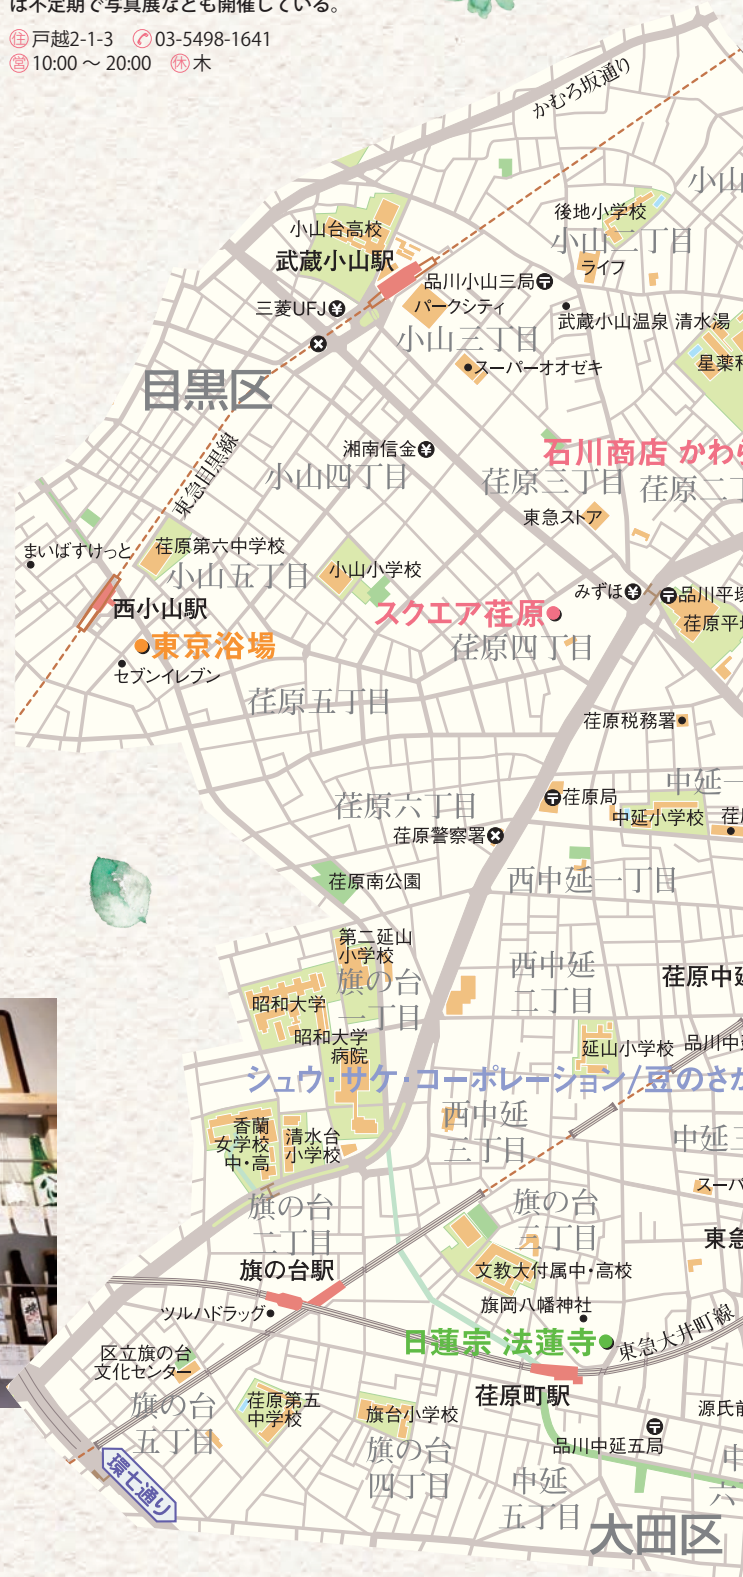 は不定期で写真展なども開催している。
住 戸越2-1-3 03-5498-1641
営 10:00 ～ 20:00 休 木
かむろ坂通り
小山
後地小学校
小山台高校
小山二丁目
武蔵小山駅
ライフ
品川小山三局
三菱UFJ
パークシティ
武蔵小山温泉 清水湯
小山三丁目
スーパーオオゼキ
目黒区
東急目黒線
湘南信金
石川商店 かわら
小山四丁目
荏原三丁目
荏原二丁
東急ストア
まいばすけっと
荏原第六中学校
小山五丁目
小山小学校
みずほ
西小山駅
スクエア荏原
荏原平塚
東京浴場
荏原四丁目
セブンイレブン
荏原五丁目
荏原税務署
中延一
荏原六丁目
荏原局
中延小学校
荏原警察署
荏原南公園
西中延一丁目
第二延山
小学校
旗の台
一丁目
西中延
二丁目
荏原中延
昭和大学
昭和大学
病院
延山小学校
品川中延
シュウ・サケ・コーポレーション/豆のさか
香蘭
女学校
中・高
清水台
小学校
西中延
三丁目
中延三
スーパ
旗の台
二丁目
旗の台
三丁目
東急
旗の台駅
文教大付属中・高校
ツルハドラッグ
旗岡八幡神社
日蓮宗 法蓮寺
東急大井町線
区立旗の台
文化センター
旗の台
五丁目
荏原第五
中学校
旗台小学校
荏原町駅
源氏前
旗の台
四丁目
品川中延五局
中延
五丁目
中
六
環七通り
大田区